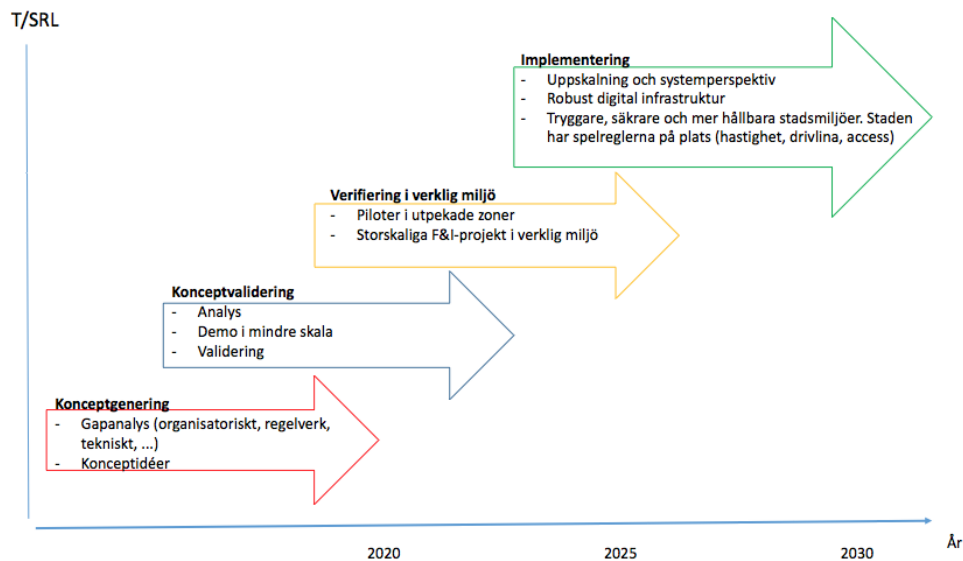 T/SRL
Implementering
- Uppskalning och systemperspektiv
- Robust digital infrastruktur
- Tryggare, säkrare och mer hållbara stadsmiljöer. Staden
har spelreglerna på plats (hastighet, drivlina, access)
Verifiering i verklig miljö
- Piloter i utpekade zoner
- Storskaliga F&I-projekt i verklig miljö
Konceptvalidering
- Analys
- Demo i mindre skala
- Validering
Konceptgenering
- Gapanalys (organisatoriskt, regelverk,
tekniskt, ...)
- Konceptidéer
2020
2025
2030
År